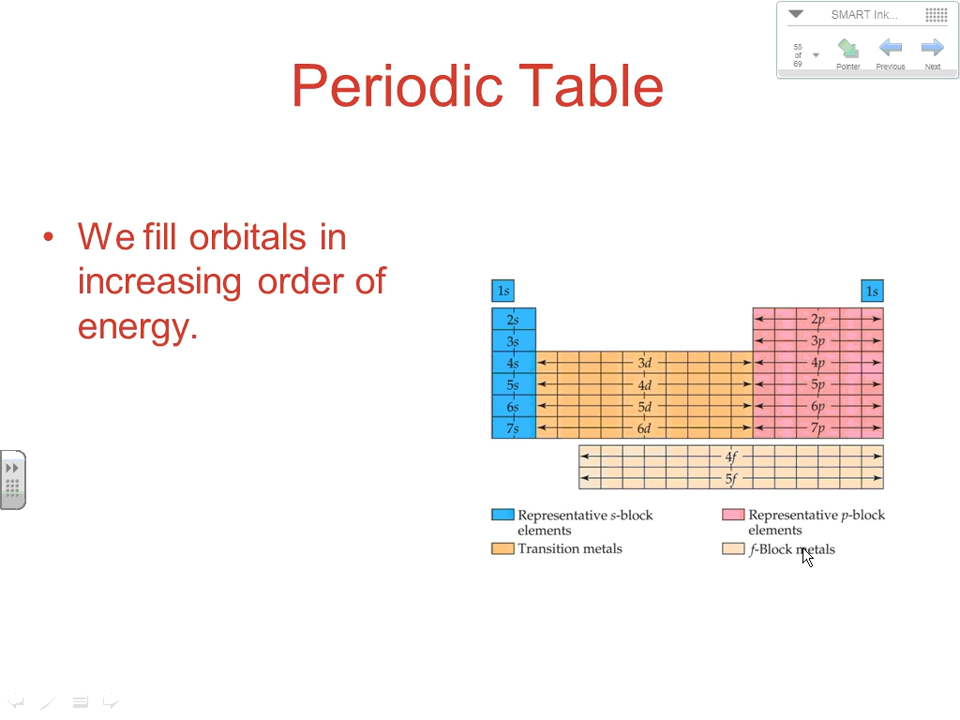 SMART Ink...
55
of
69
Pointer
Previous
Next
Periodic Table
• We fill orbitals in
increasing order of
energy.
1s
1s
2s
2p
3s
3p
4s
3d
4p
5s
4d
5p
6s
5d
6p
7s
6d
7p
4f
5f
Representative s-block
elements
Representative p-block
elements
Transition metals
f-Block metals